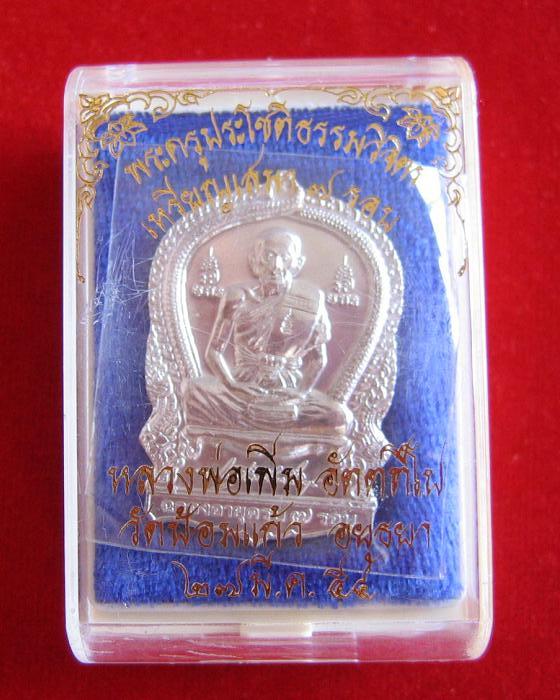 พระครูประโชติธรรมวิจิตร
เหรียญเสมา ๗ รอบ
หลวงพ่อเพิ่ม อัตตทีโป
วัดป้อมแก้ว อยุธยา
๒๗ มี.ค. ๕๕